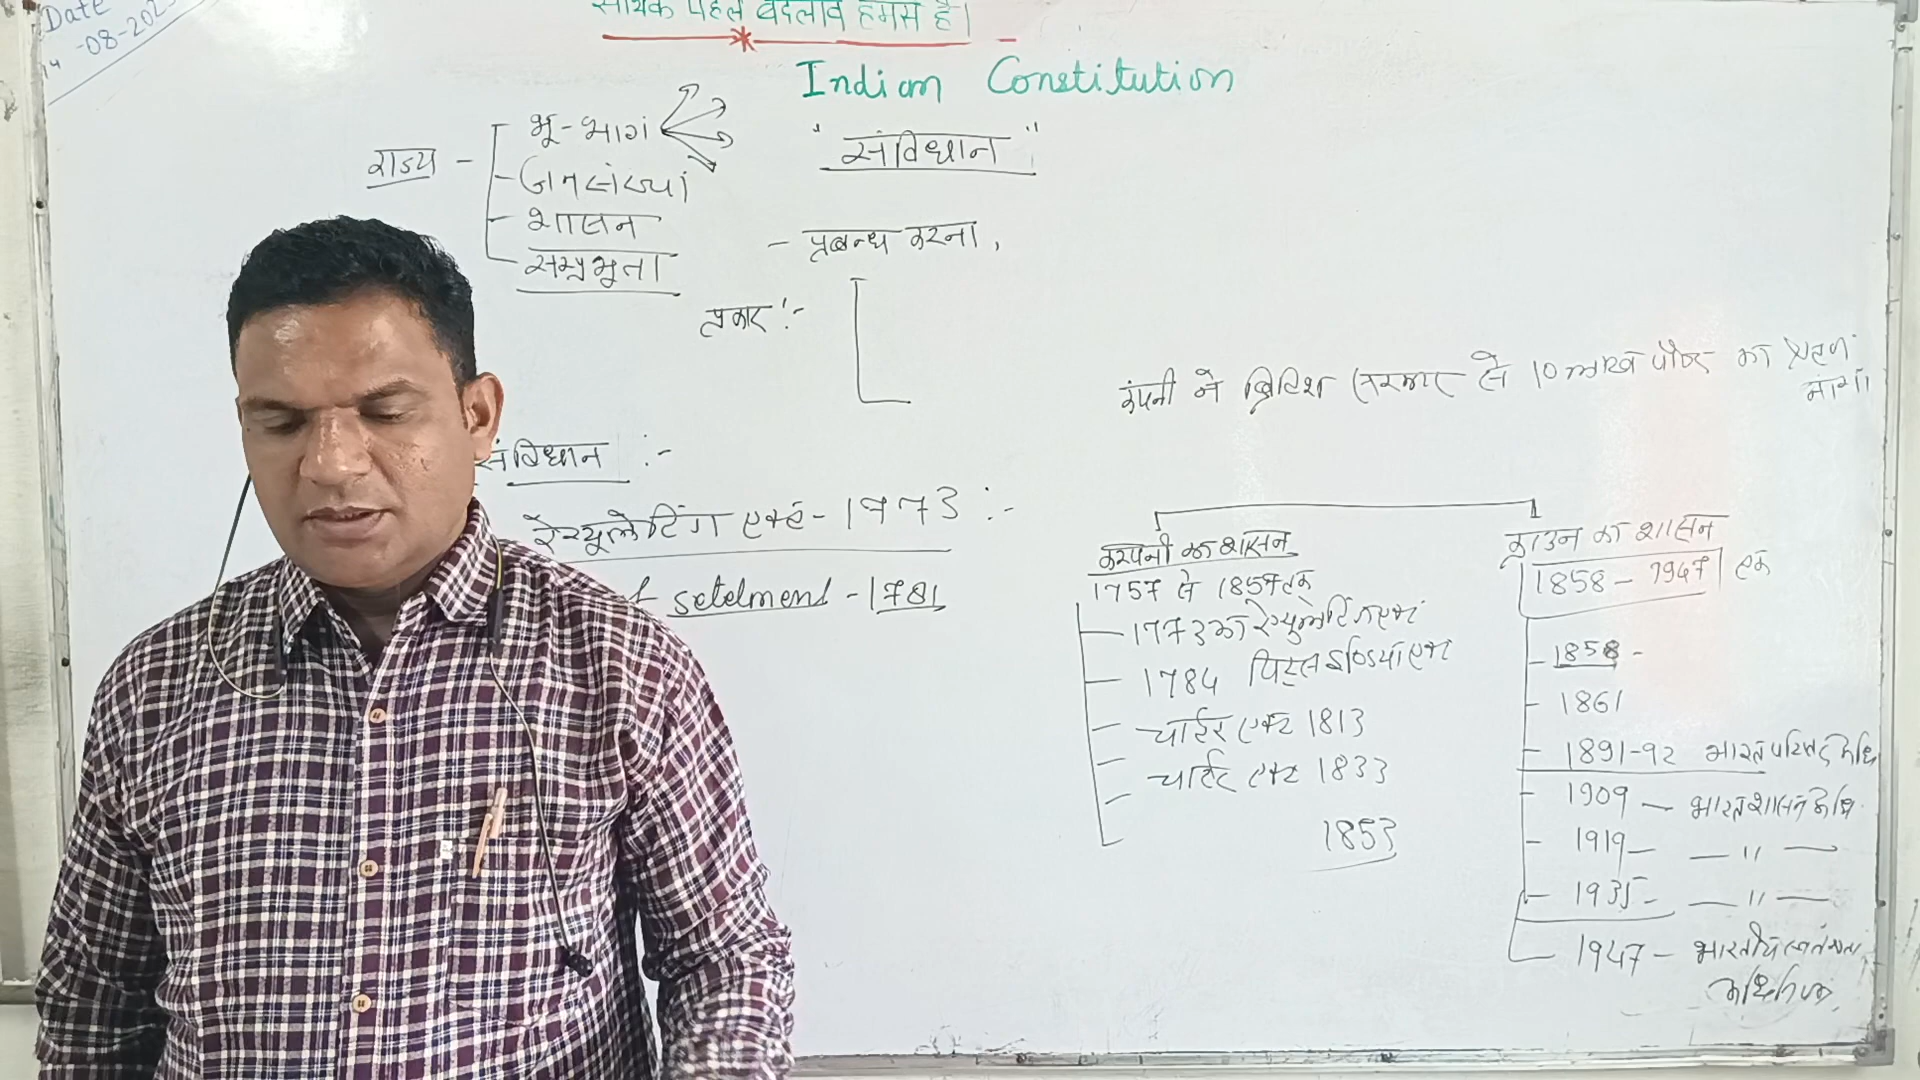 Date
14-08-202
सार्थक पहल बदलाव हमसे है।
Indian Constitution
"संविधान"
राज्य -
भू-भाग
जनसंख्या
शासन
सम्प्रभुता
- प्रबन्ध करना,
प्रकार :-
कंपनी ने ब्रिटिश सरकार से 10 लाख पौण्ड का ऋण मांगा
संविधान :-
रेग्यूलेटिंग एक्ट - 1773 :-
setelment - 1781
कम्पनी का शासन
1757 से 1857 तक
1773 का रेग्युलेटिंग एक्ट
1784 पिट्स इण्डिया एक्ट
चार्टर एक्ट 1813
चार्टर एक्ट 1833
1853
क्राउन का शासन
1858 - 1947 तक
1858 -
1861
1891-92 भारत परिषद् अधि
1909 - भारत शासन अधि.
1919 - — " —
1935 - — " —
1947 - भारतीय स्वतंत्रता
अधिनियम